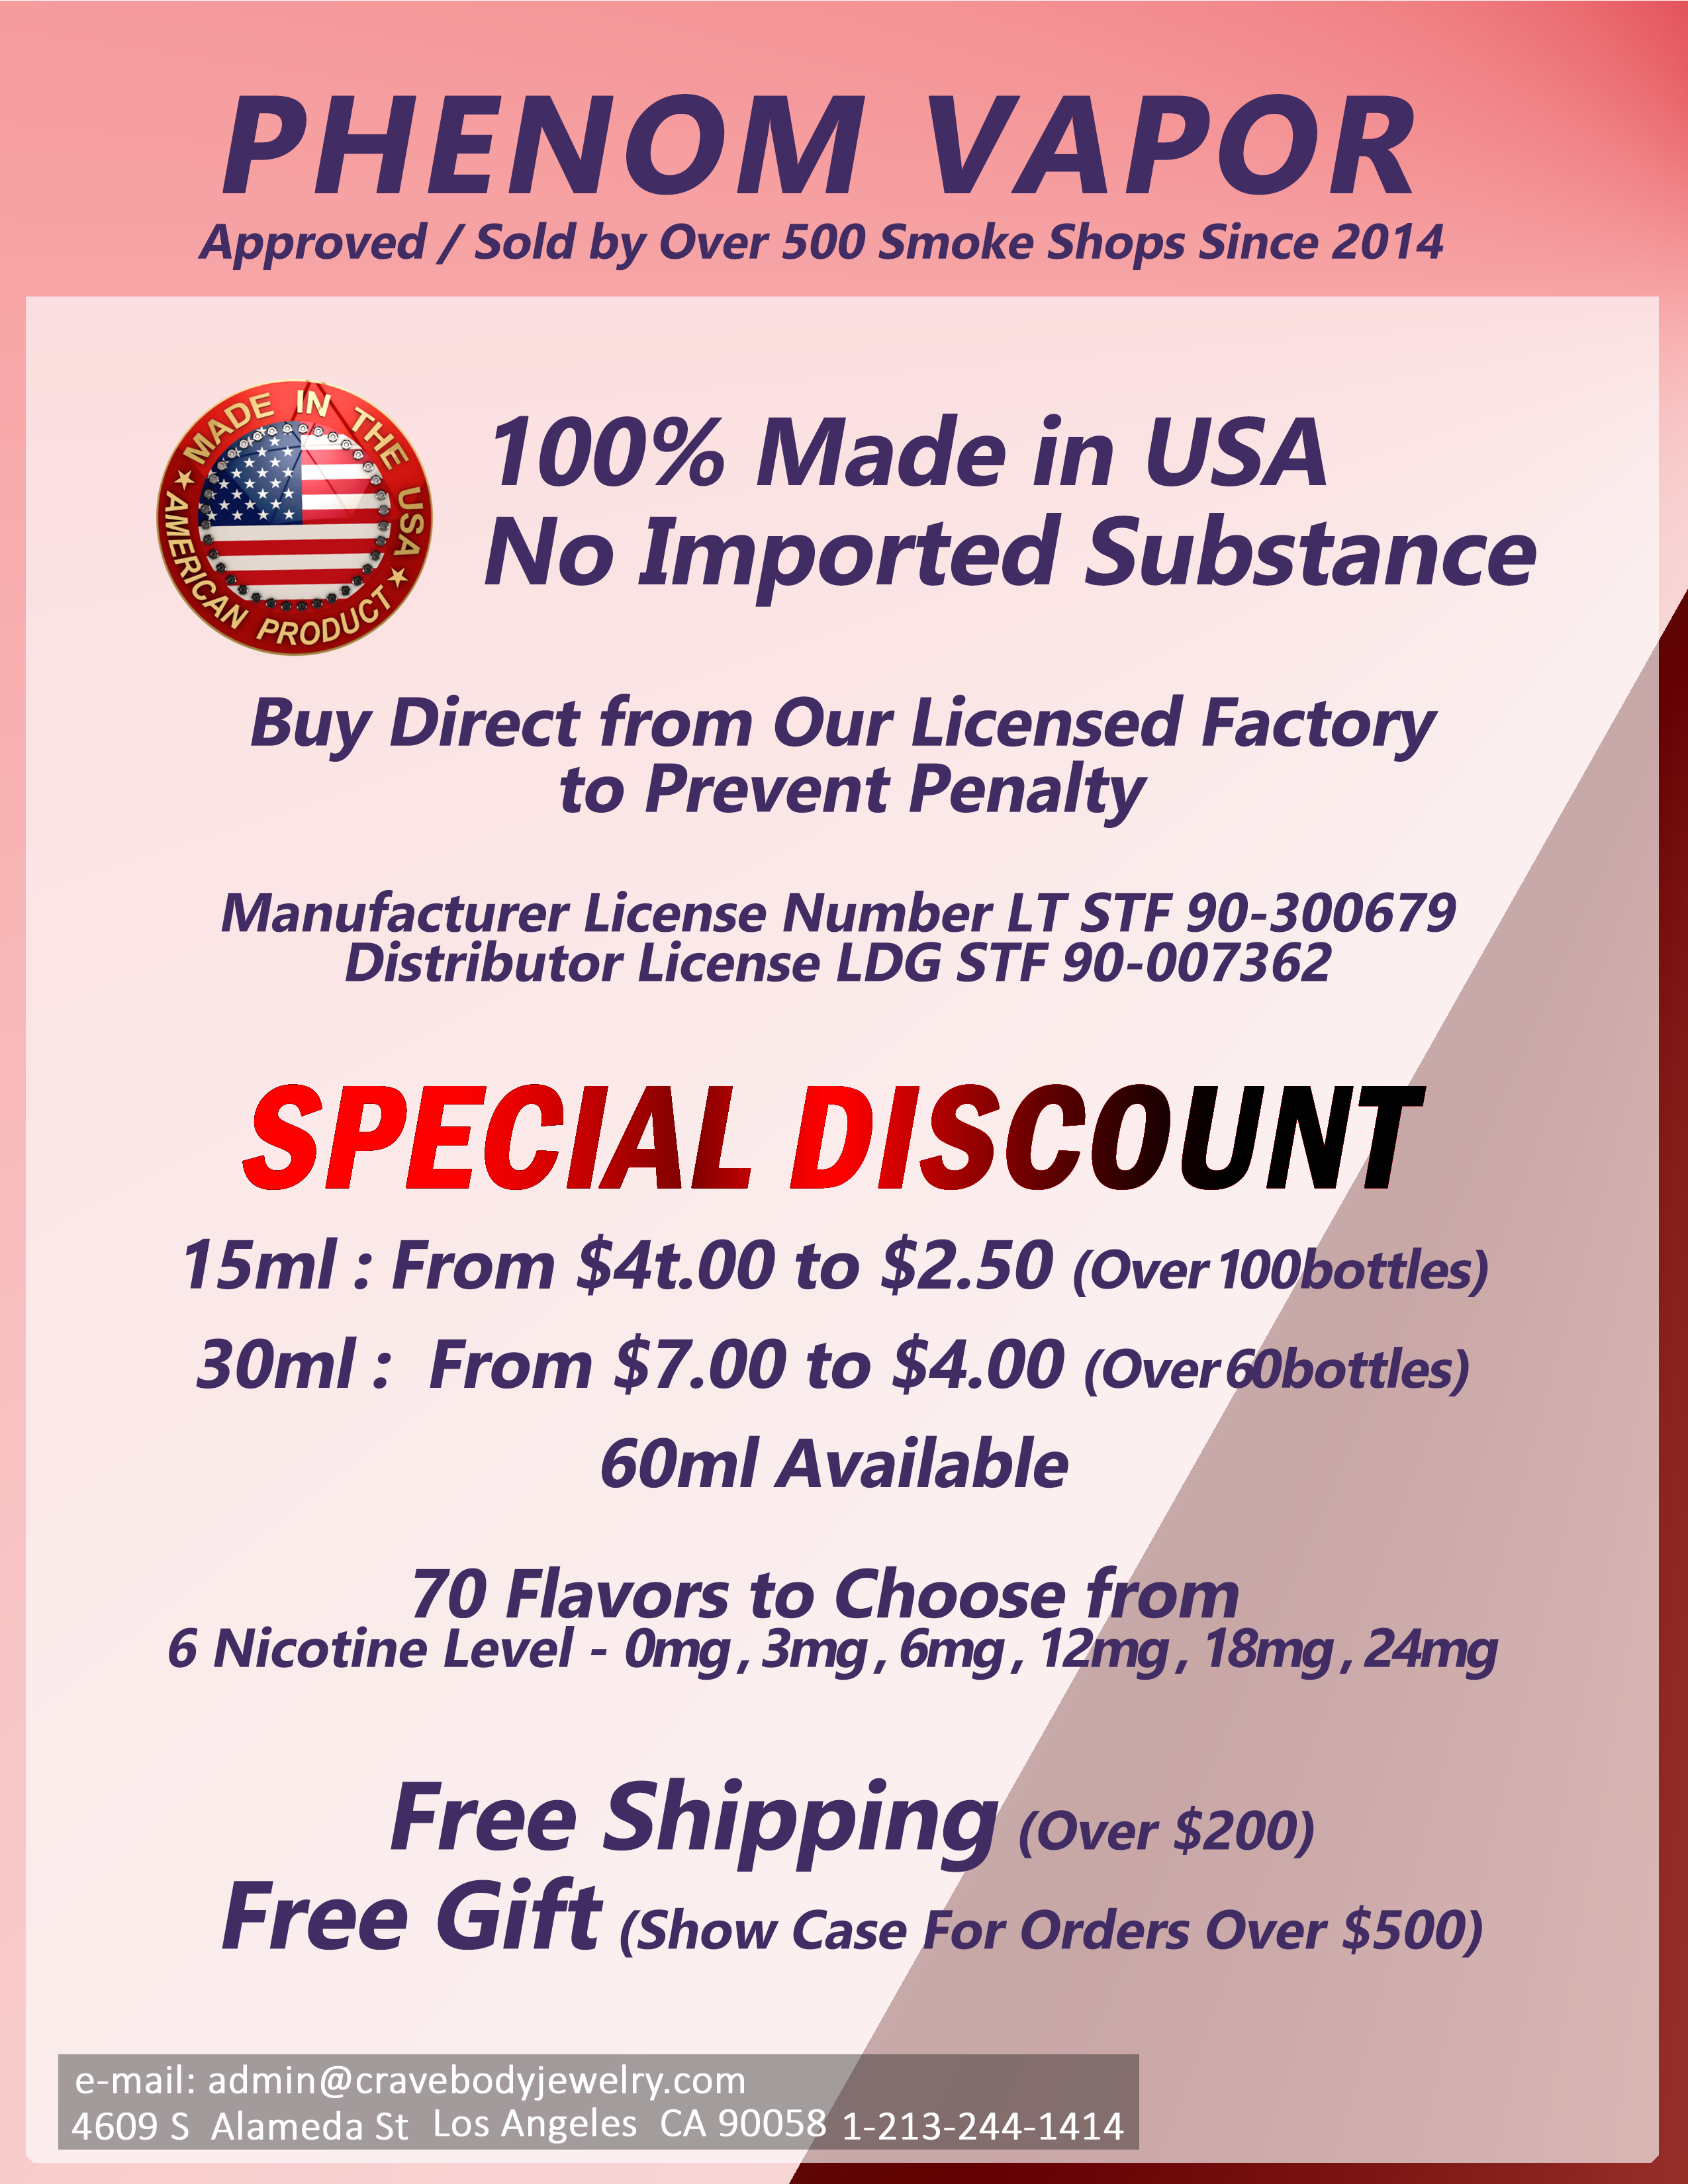 PHENOM VAPOR
Approved / Sold by Over 500 Smoke Shops Since 2014
MADE IN THE USA
AMERICAN PRODUCT
100% Made in USA
No Imported Substance
Buy Direct from Our Licensed Factory
to Prevent Penalty
Manufacturer License Number LT STF 90-300679
Distributor License LDG STF 90-007362
SPECIAL DISCOUNT
15ml : From $4t.00 to $2.50 (Over 100bottles)
30ml : From $7.00 to $4.00 (Over 60bottles)
60ml Available
70 Flavors to Choose from
6 Nicotine Level - 0mg, 3mg, 6mg, 12mg, 18mg, 24mg
Free Shipping (Over $200)
Free Gift (Show Case For Orders Over $500)
e-mail: admin@cravebodyjewelry.com
4609 S Alameda St Los Angeles CA 90058 1-213-244-1414